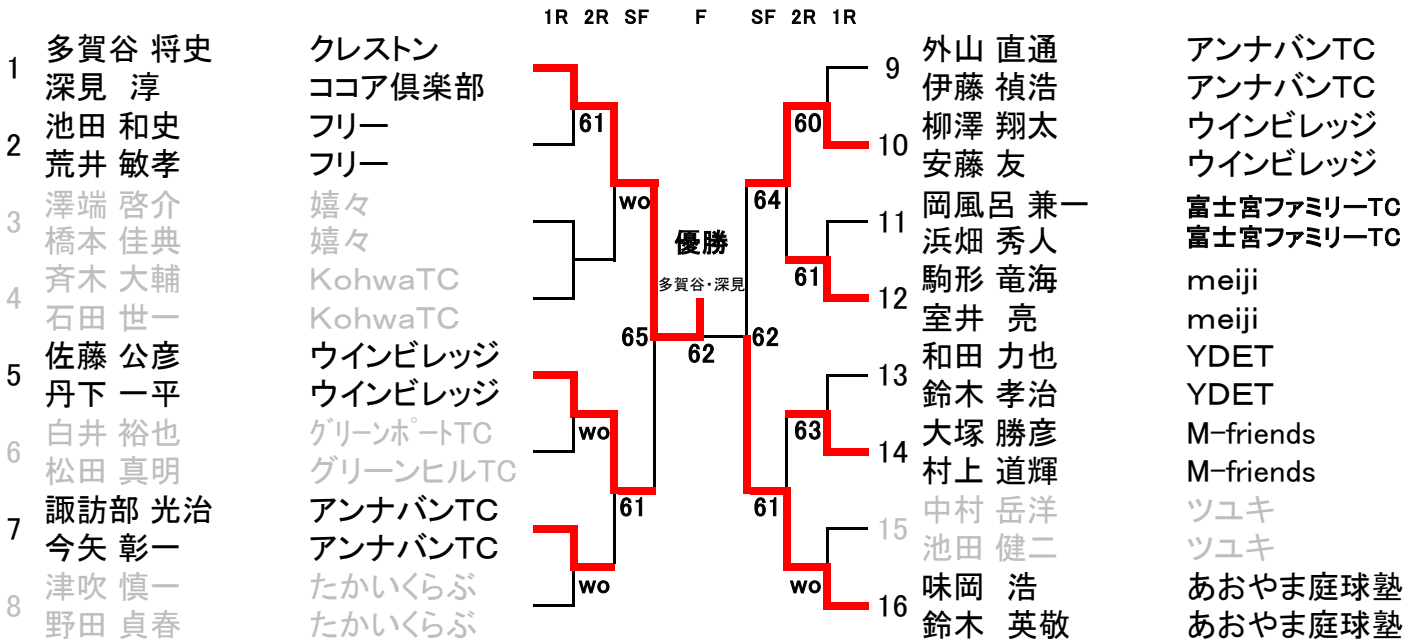 1R 2R SF F SF 2R 1R
1 多賀谷 将史 クレストン
深見 淳 ココア倶楽部
2 池田 和史 フリー
荒井 敏孝 フリー
3 澤端 啓介 嬉々
橋本 佳典 嬉々
4 斉木 大輔 KohwaTC
石田 世一 KohwaTC
5 佐藤 公彦 ウインビレッジ
丹下 一平 ウインビレッジ
6 白井 裕也 グリーンポートTC
松田 真明 グリーンヒルTC
7 諏訪部 光治 アンナバンTC
今矢 彰一 アンナバンTC
8 津吹 慎一 たかいくらぶ
野田 貞春 たかいくらぶ
61
wo
wo
wo
61
65
優勝
多賀谷・深見
62
62
60
64
61
63
61
wo
9 外山 直通 アンナバンTC
伊藤 禎浩 アンナバンTC
10 柳澤 翔太 ウインビレッジ
安藤 友 ウインビレッジ
11 岡風呂 兼一 富士宮ファミリーTC
浜畑 秀人 富士宮ファミリーTC
12 駒形 竜海 meiji
室井 亮 meiji
13 和田 力也 YDET
鈴木 孝治 YDET
14 大塚 勝彦 M-friends
村上 道輝 M-friends
15 中村 岳洋 ツユキ
池田 健二 ツユキ
16 味岡 浩 あおやま庭球塾
鈴木 英敬 あおやま庭球塾